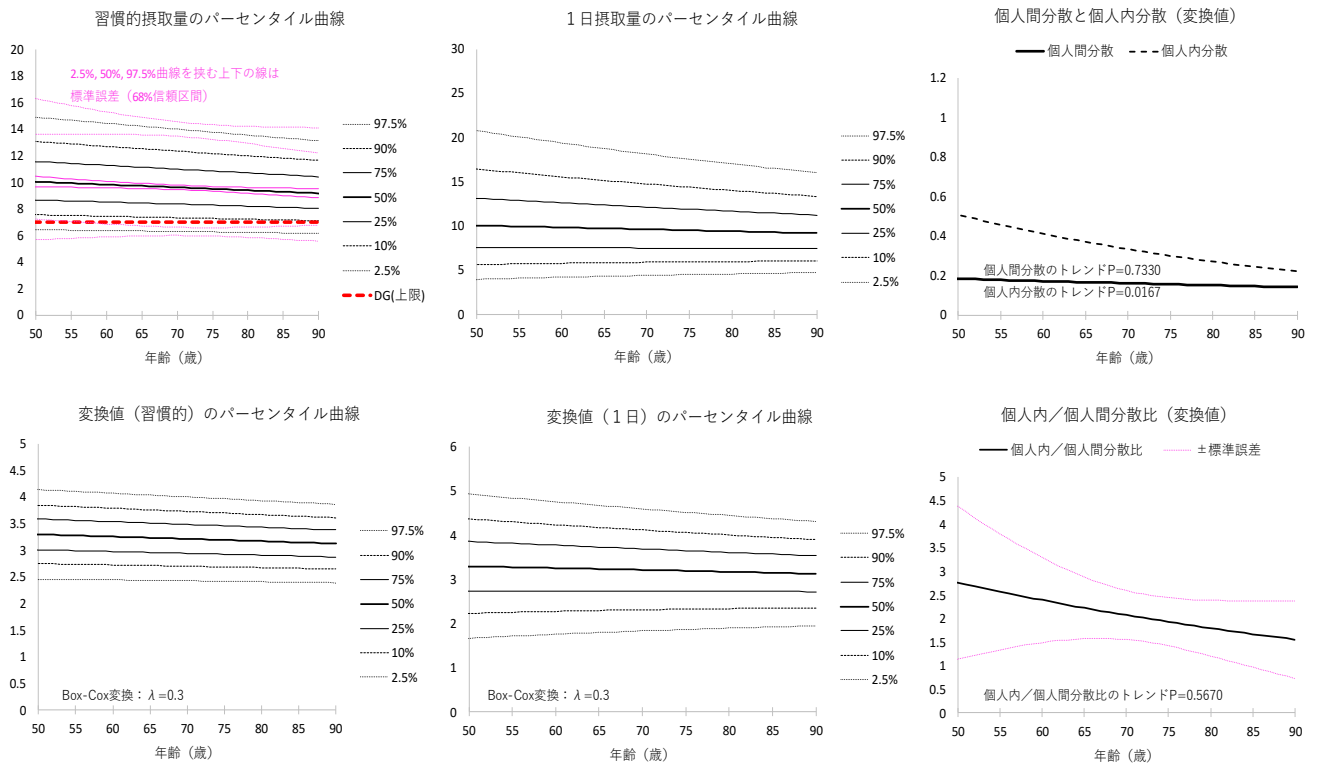 習慣的摂取量のパーセンタイル曲線
20
18
16
14
12
10
8
6
4
2
0
2.5%, 50%, 97.5%曲線を挟む上下の線は
標準誤差（68%信頼区間）
97.5%
90%
75%
50%
25%
10%
2.5%
DG(上限)
50 55 60 65 70 75 80 85 90
年齢（歳）
１日摂取量のパーセンタイル曲線
30
25
20
15
10
5
0
97.5%
90%
75%
50%
25%
10%
2.5%
50 55 60 65 70 75 80 85 90
年齢（歳）
個人間分散と個人内分散（変換値）
個人間分散 個人内分散
1.2
1
0.8
0.6
0.4
0.2
0
個人間分散のトレンドP=0.7330
個人内分散のトレンドP=0.0167
50 55 60 65 70 75 80 85 90
年齢（歳）
変換値（習慣的）のパーセンタイル曲線
5
4.5
4
3.5
3
2.5
2
1.5
1
0.5
0
97.5%
90%
75%
50%
25%
10%
2.5%
Box-Cox変換：λ=0.3
50 55 60 65 70 75 80 85 90
年齢（歳）
変換値（１日）のパーセンタイル曲線
6
5
4
3
2
1
0
97.5%
90%
75%
50%
25%
10%
2.5%
Box-Cox変換：λ=0.3
50 55 60 65 70 75 80 85 90
年齢（歳）
個人内／個人間分散比（変換値）
個人内／個人間分散比 ±標準誤差
5
4.5
4
3.5
3
2.5
2
1.5
1
0.5
0
個人内／個人間分散比のトレンドP=0.5670
50 55 60 65 70 75 80 85 90
年齢（歳）